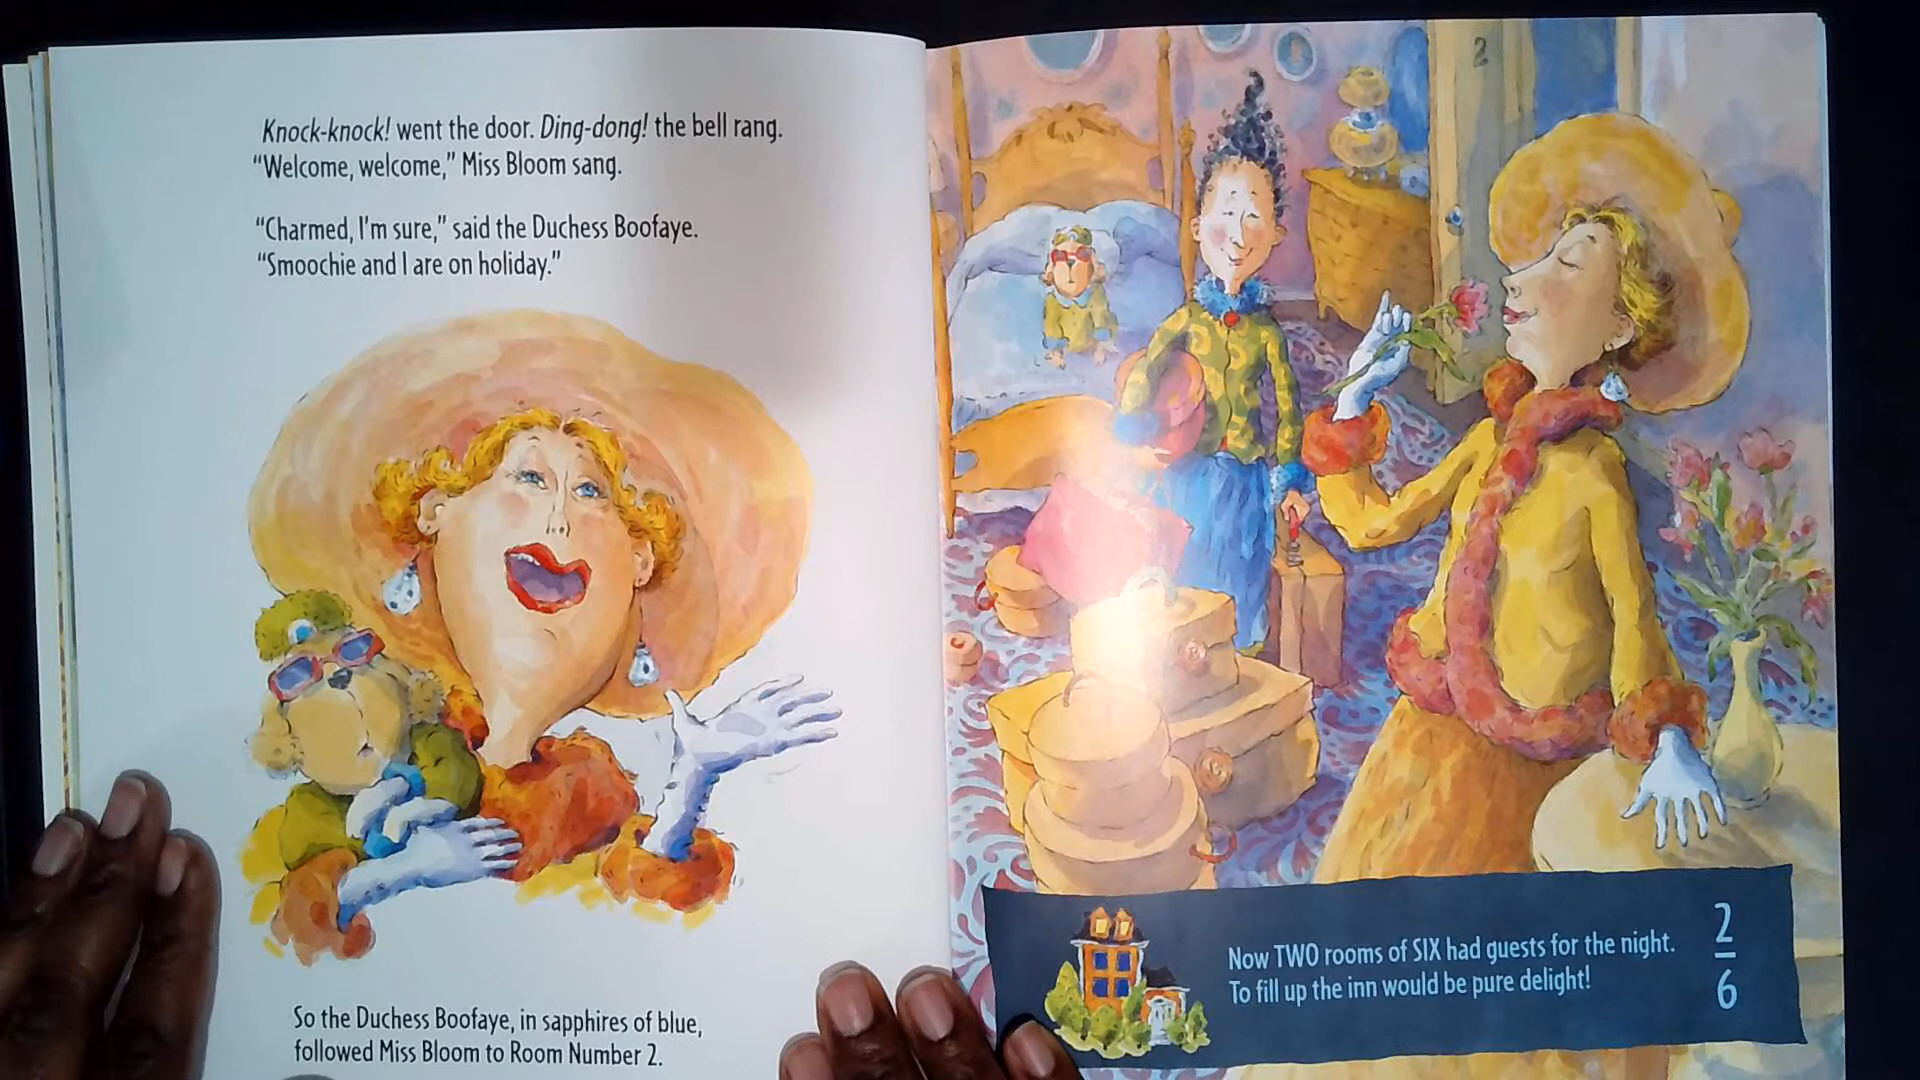 Knock-knock! went the door. Ding-dong! the bell rang.
“Welcome, welcome,” Miss Bloom sang.
“Charmed, I'm sure,” said the Duchess Boofaye.
“Smoochie and I are on holiday.”
So the Duchess Boofaye, in sapphires of blue,
followed Miss Bloom to Room Number 2.
2
Now TWO rooms of SIX had guests for the night.
To fill up the inn would be pure delight!
2
6